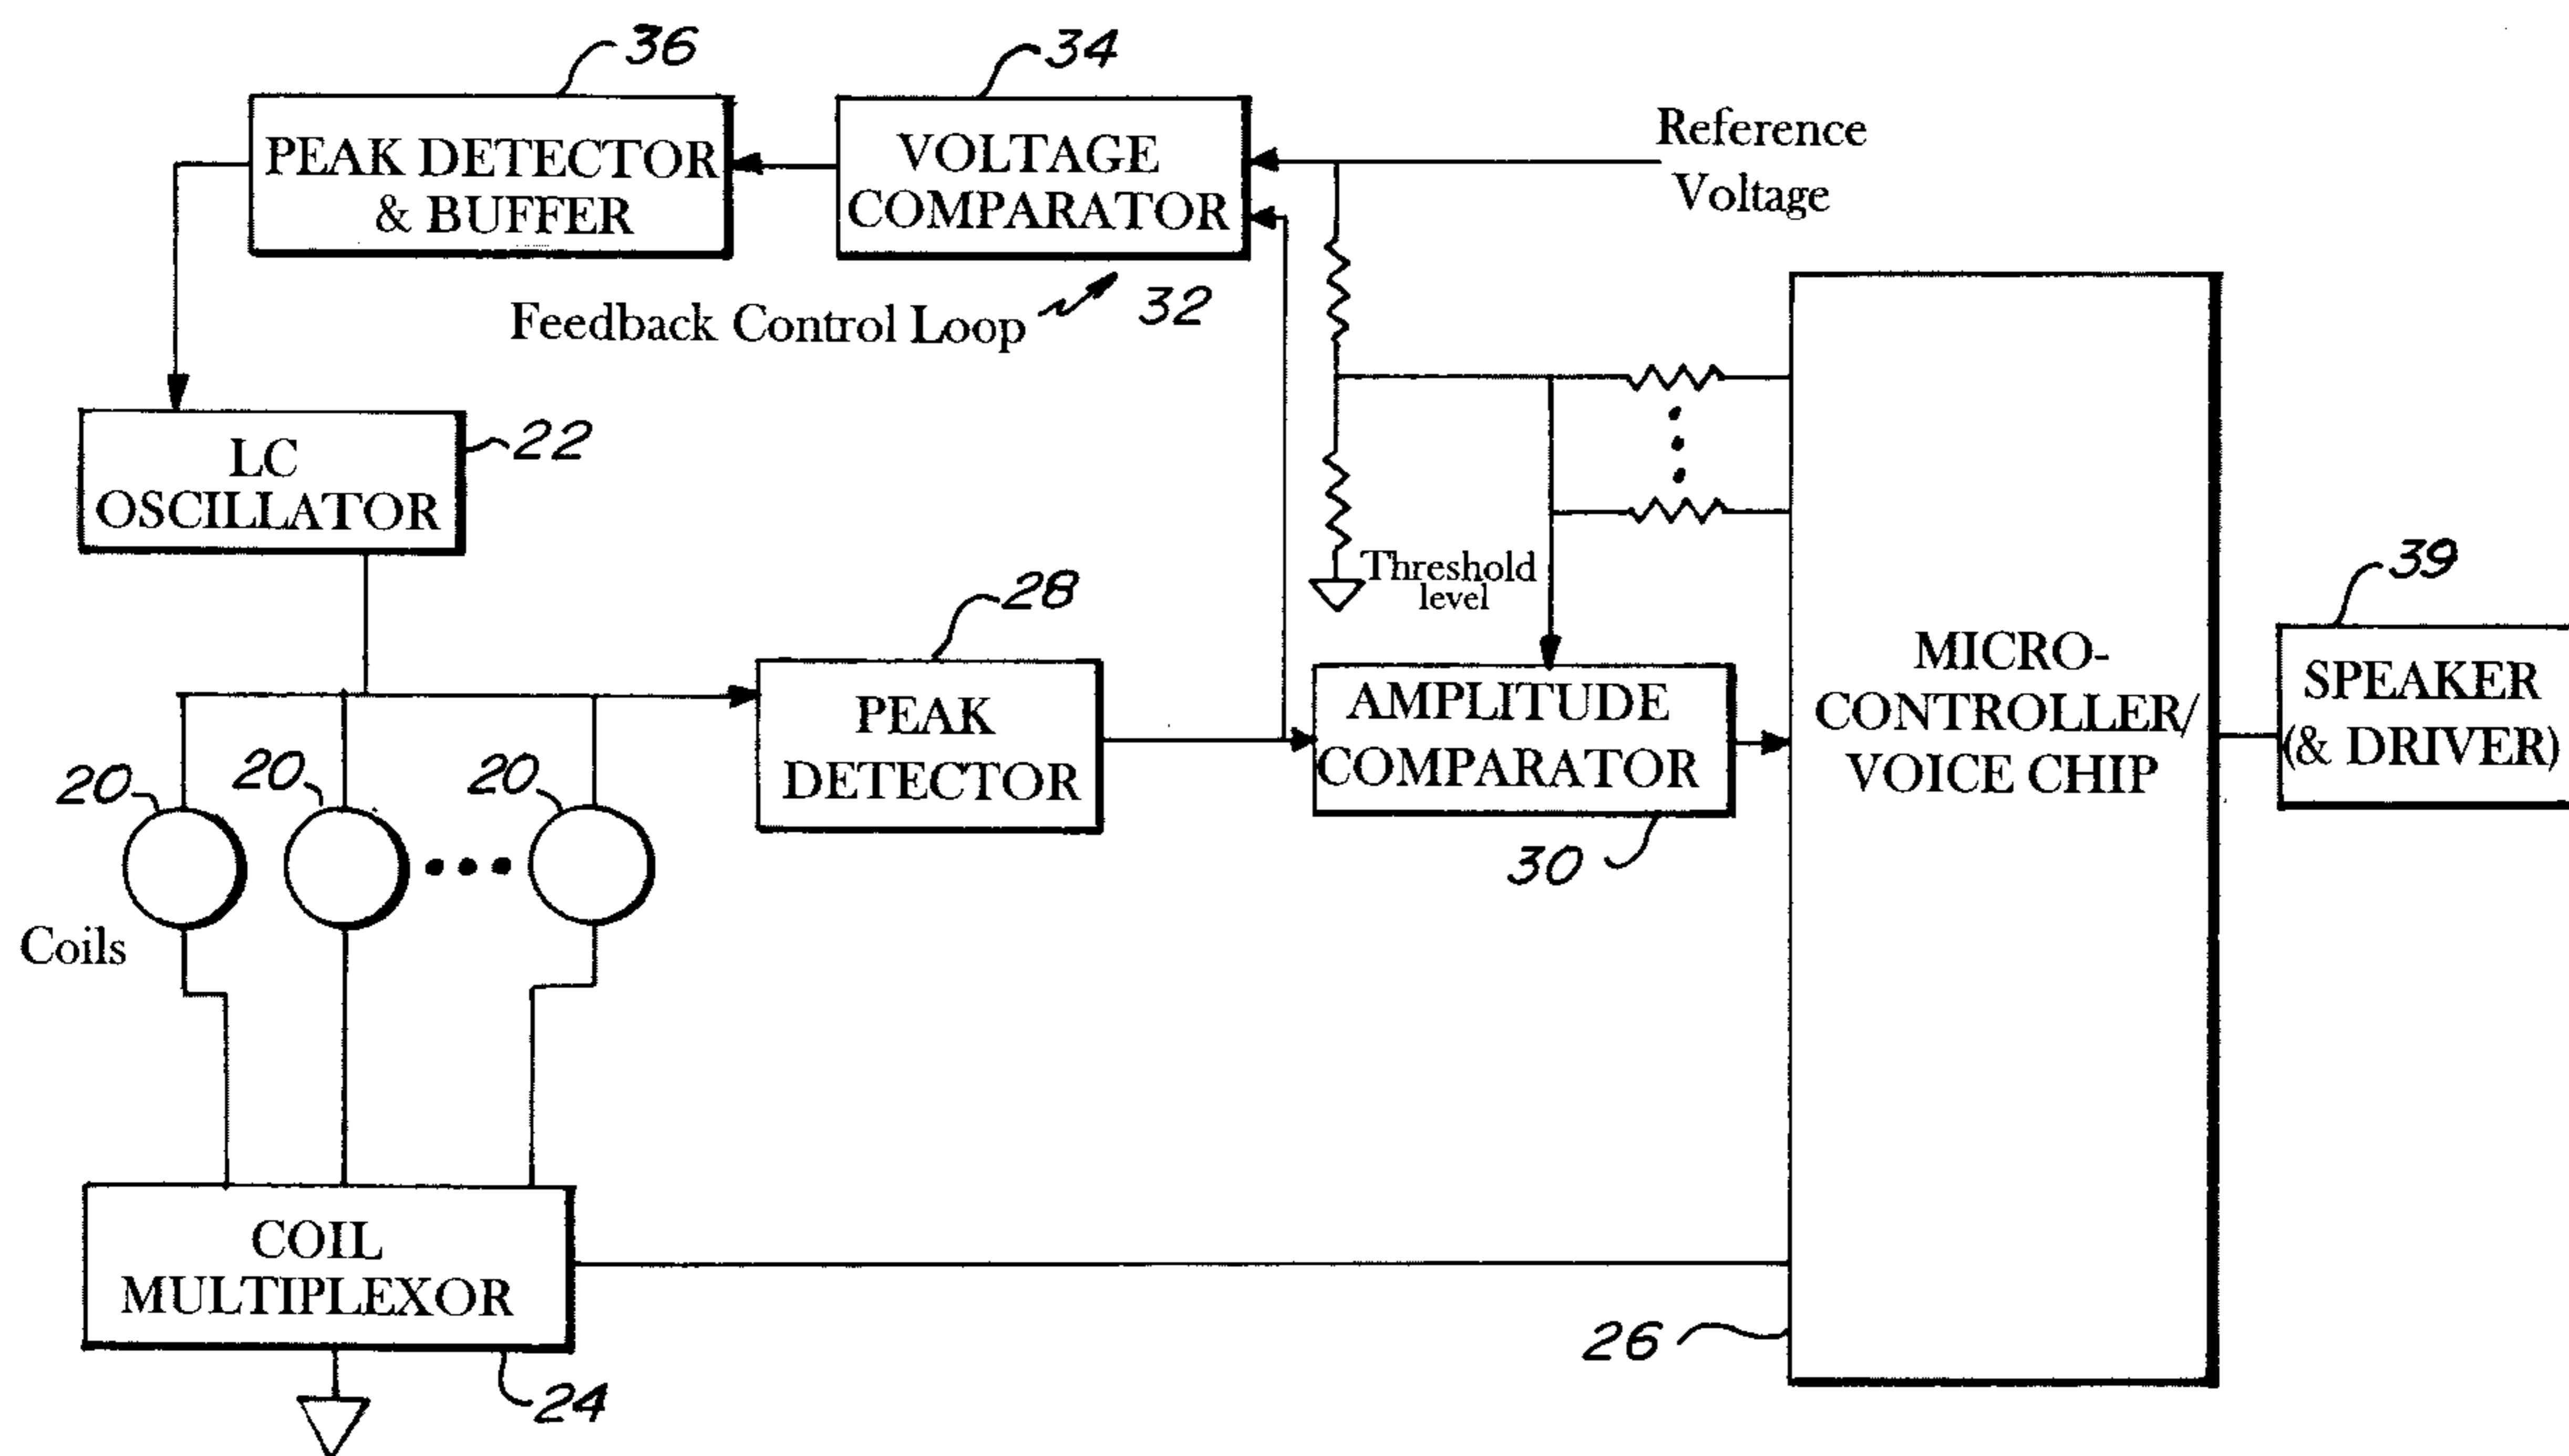 36
34
PEAK DETECTOR
& BUFFER
VOLTAGE
COMPARATOR
Reference
Voltage
Feedback Control Loop
32
LC
OSCILLATOR
22
Threshold
level
28
PEAK
DETECTOR
AMPLITUDE
COMPARATOR
30
MICRO-
CONTROLLER/
VOICE CHIP
39
SPEAKER
(& DRIVER)
20
20
20
Coils
COIL
MULTIPLEXOR
24
26